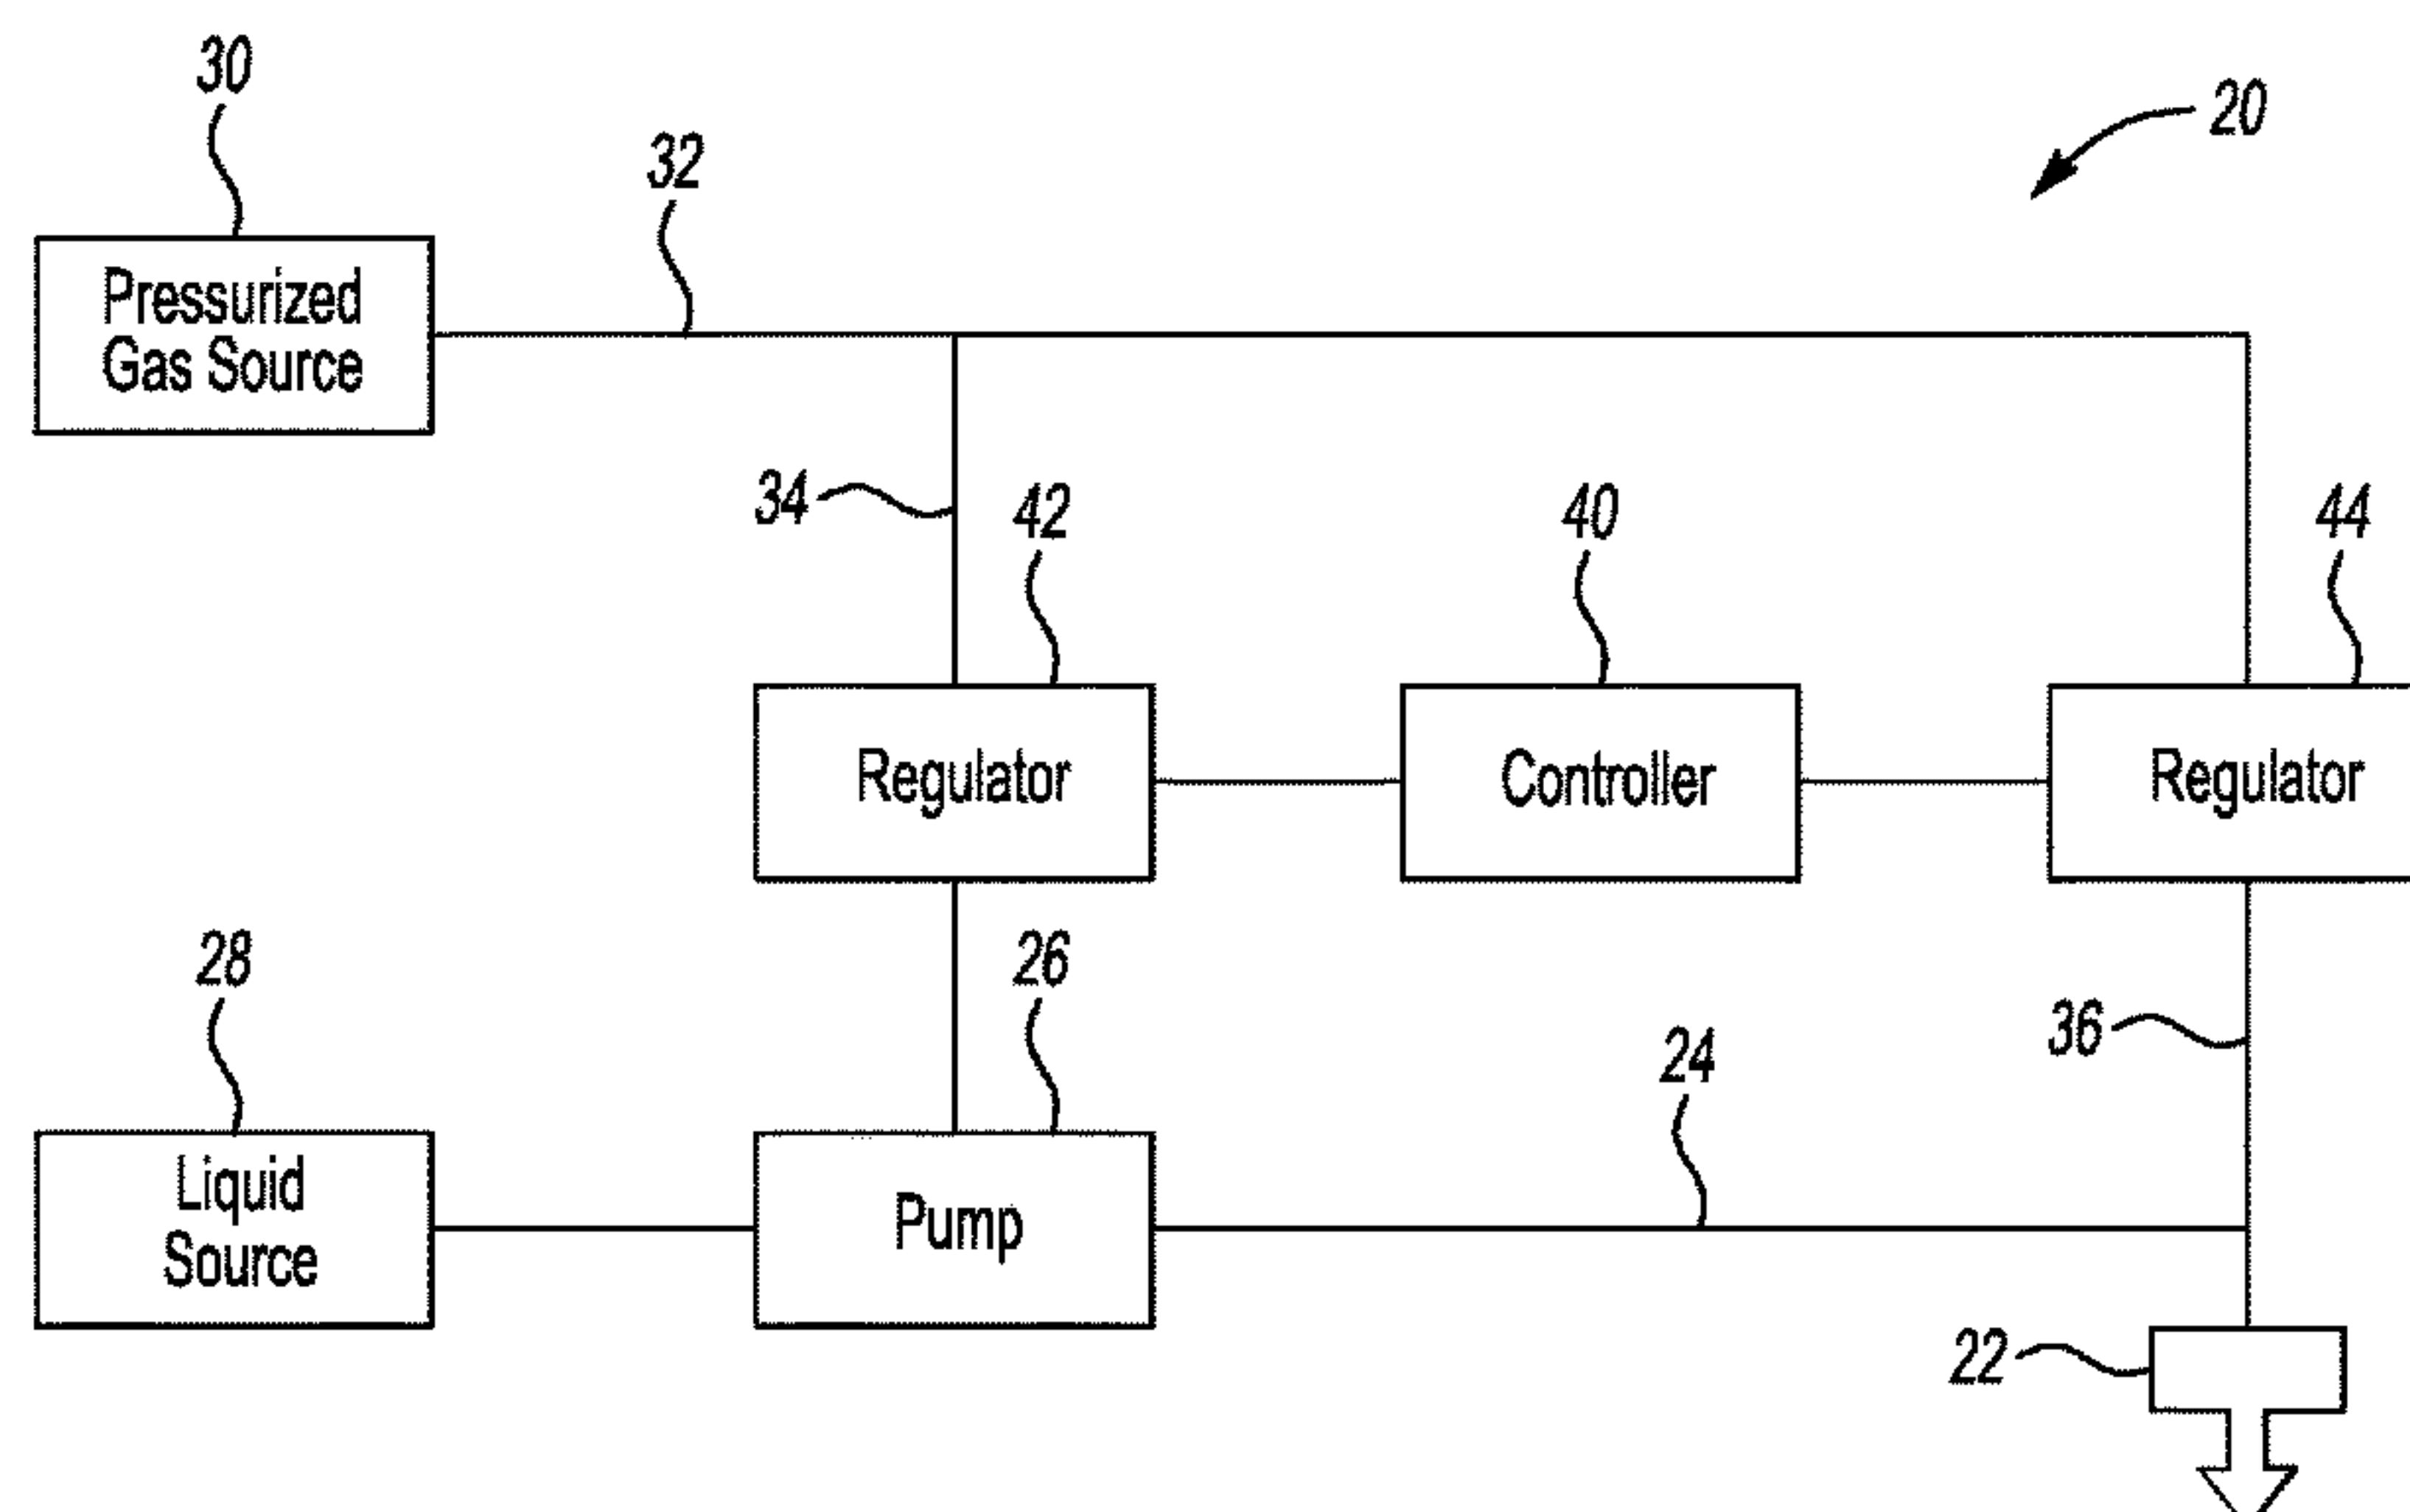 30
20
32
Pressurized
Gas Source
34
42
40
44
Regulator
Controller
Regulator
28
26
24
36
Liquid
Source
Pump
22